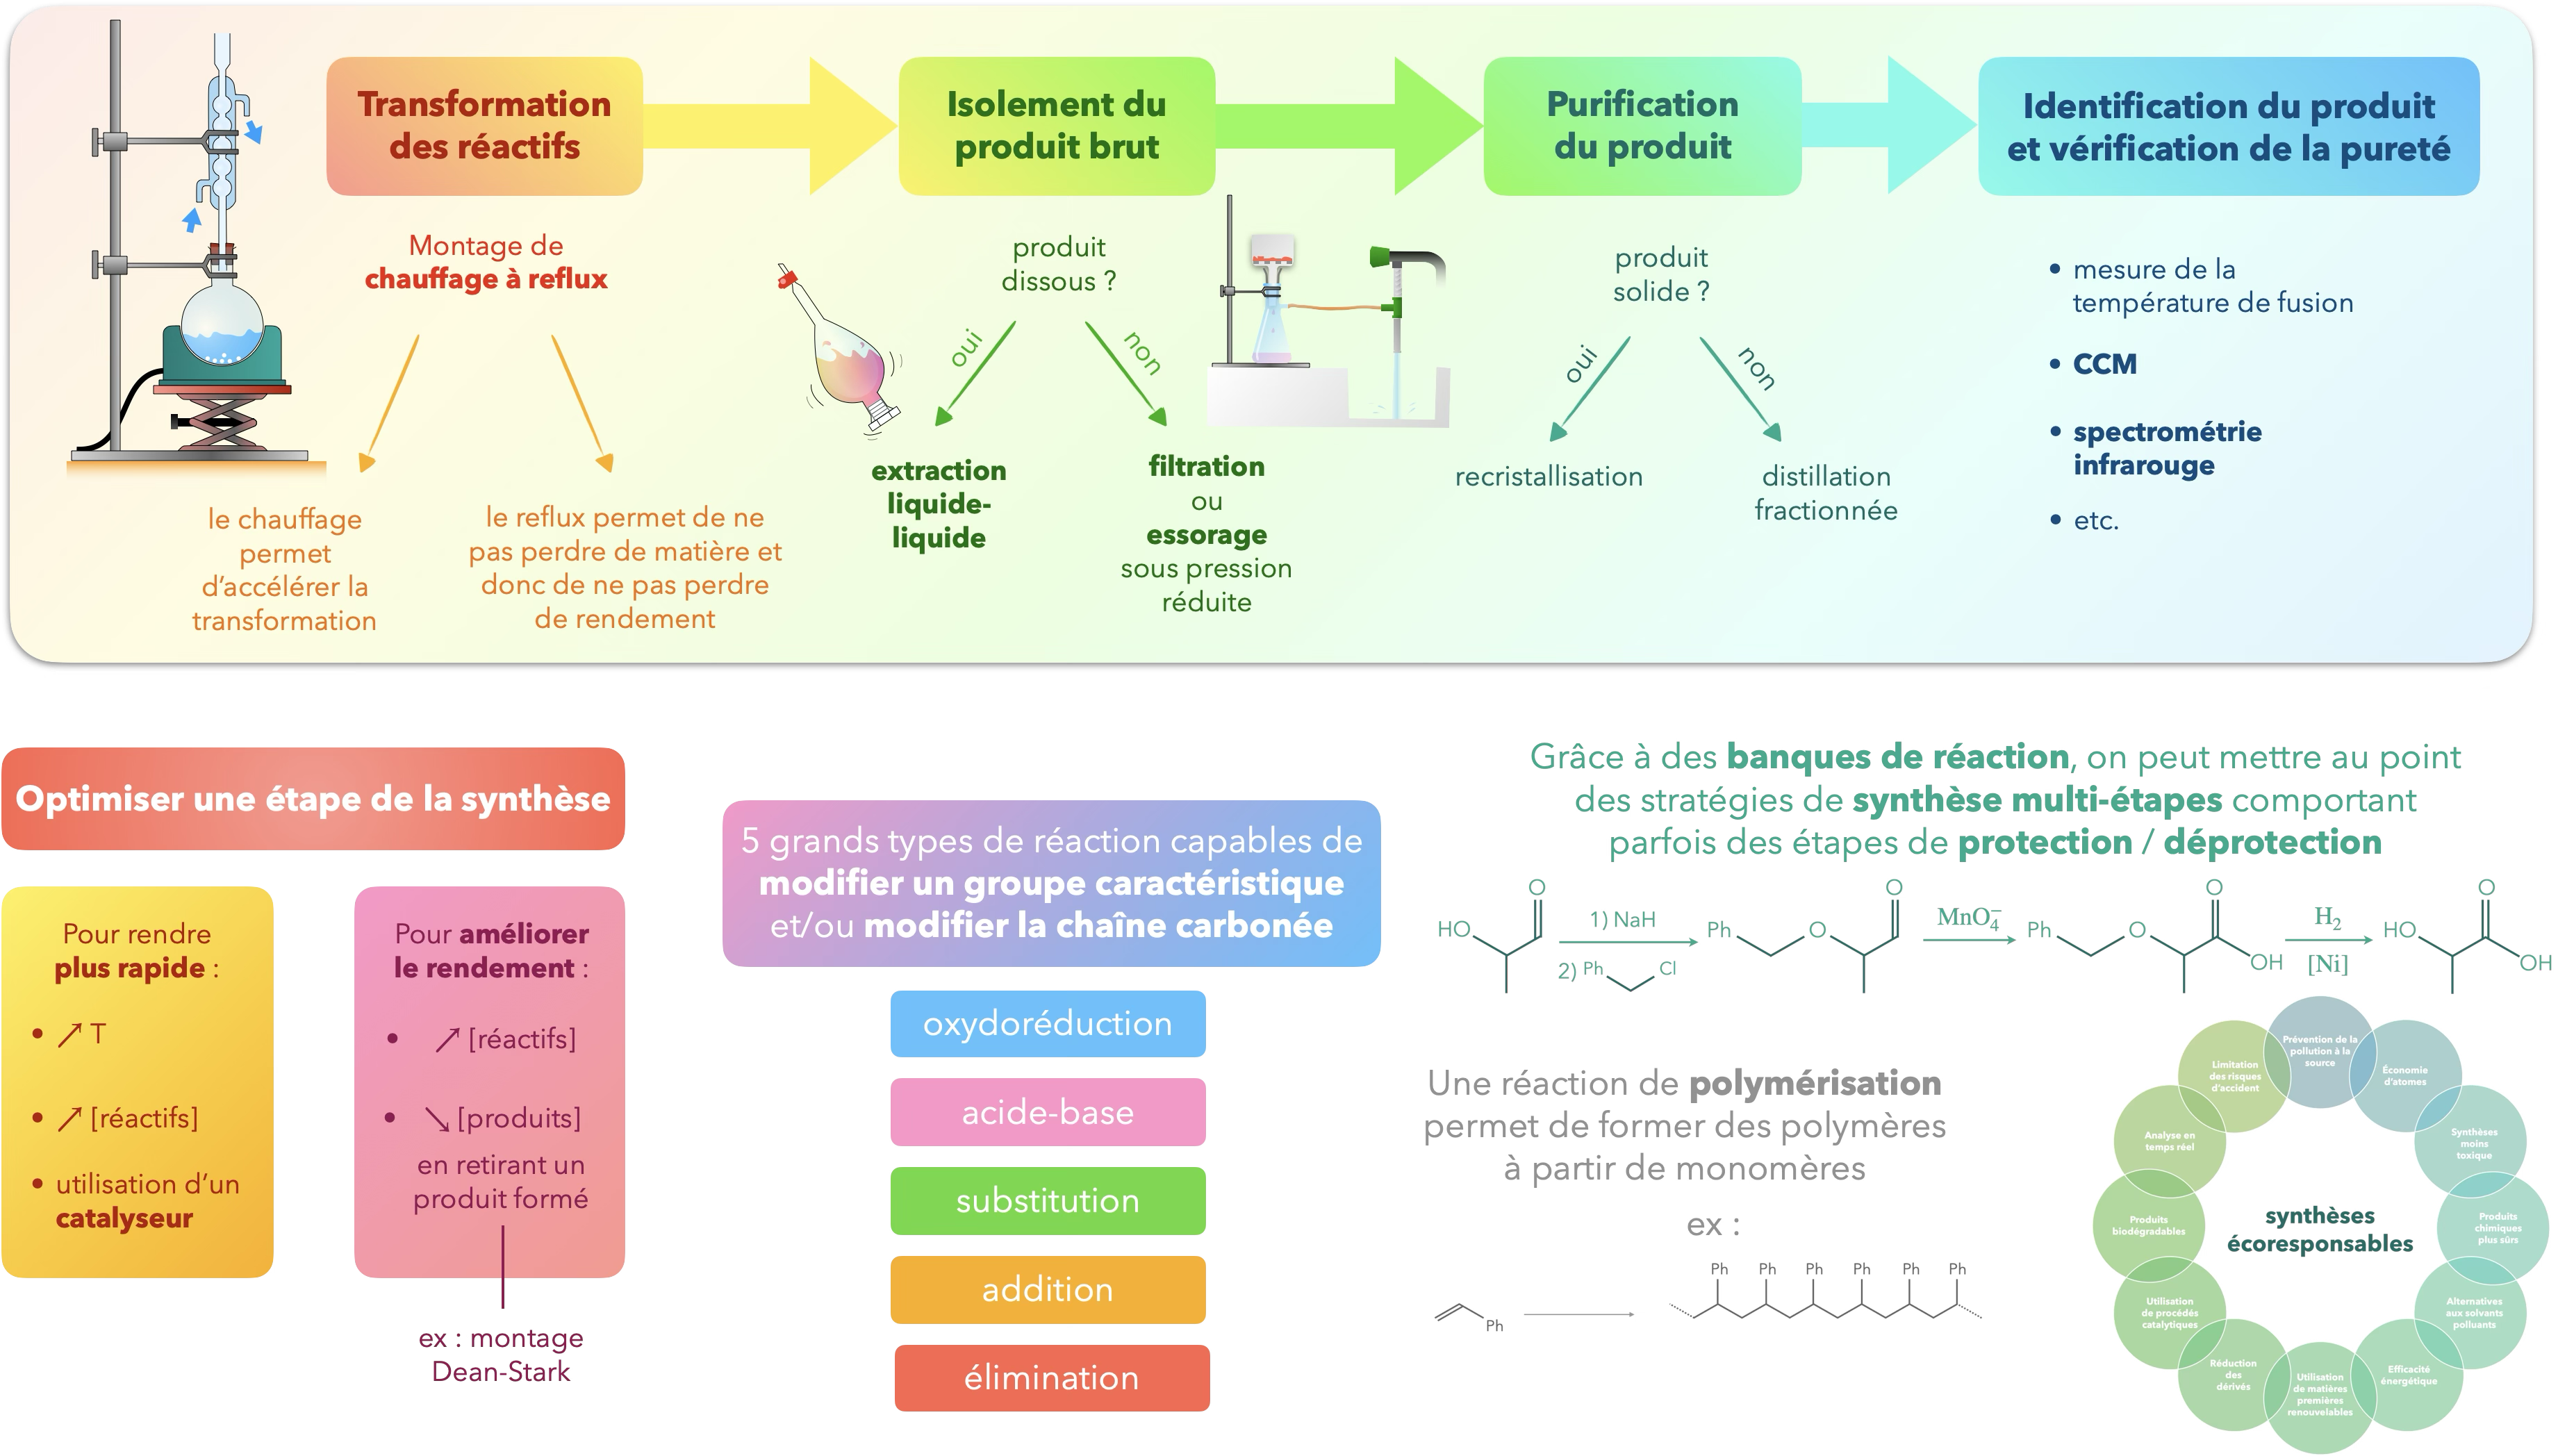 Transformation
des réactifs
Isolement du
produit brut
Purification
du produit
Identification du produit
et vérification de la pureté
Montage de
chauffage à reflux
le chauffage
permet
d’accélérer la
transformation
le reflux permet de ne
pas perdre de matière et
donc de ne pas perdre
de rendement
produit
dissous ?
oui
non
extraction
liquide-
liquide
filtration
ou
essorage
sous pression
réduite
produit
solide ?
oui
non
recristallisation
distillation
fractionnée
• mesure de la
température de fusion
• CCM
• spectrométrie
infrarouge
• etc.
Optimiser une étape de la synthèse
Pour rendre
plus rapide :
• ↗ T
• ↗ [réactifs]
• utilisation d’un
catalyseur
Pour améliorer
le rendement :
• ↗ [réactifs]
• ↘ [produits]
en retirant un
produit formé
ex : montage
Dean-Stark
5 grands types de réaction capables de
modifier un groupe caractéristique
et/ou modifier la chaîne carbonée
oxydoréduction
acide-base
substitution
addition
élimination
Grâce à des banques de réaction, on peut mettre au point
des stratégies de synthèse multi-étapes comportant
parfois des étapes de protection / déprotection
HO
O
1) NaH
2) Ph Cl
Ph
O
O
MnO₄⁻
Ph
O
O
OH
H₂
[Ni]
HO
O
OH
Une réaction de polymérisation
permet de former des polymères
à partir de monomères
ex :
Ph
Ph Ph Ph Ph Ph Ph
synthèses
écoresponsables
Prévention de la
pollution à la
source
Économie
d’atomes
Synthèses
moins
toxique
Produits
chimiques
plus sûrs
Alternatives
aux solvants
polluants
Efficacité
énergétique
Utilisation
de matières
premières
renouvelables
Réduction
des
dérivés
Utilisation
de procédés
catalytiques
Produits
biodégradables
Analyse en
temps réel
Limitation
des risques
d’accident